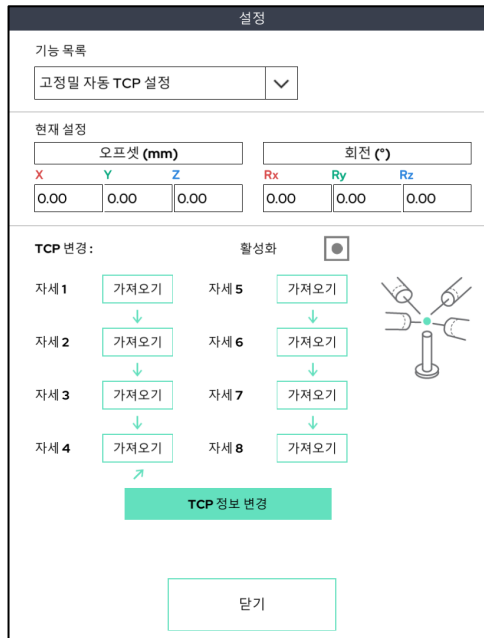 설정
기능 목록
고정밀 자동 TCP 설정
현재 설정
오프셋 (mm) 회전 (°)
X Y Z Rx Ry Rz
0.00 0.00 0.00 0.00 0.00 0.00
TCP 변경 : 활성화
자세 1 가져오기 자세 5 가져오기
자세 2 가져오기 자세 6 가져오기
자세 3 가져오기 자세 7 가져오기
자세 4 가져오기 자세 8 가져오기
TCP 정보 변경
닫기